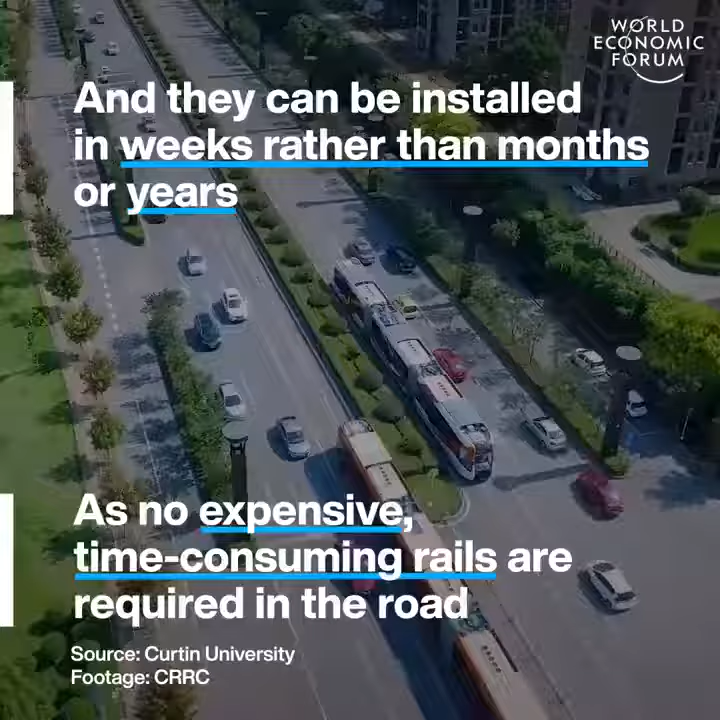 WORLD
ECONOMIC
FORUM
And they can be installed
in weeks rather than months
or years
As no expensive,
time-consuming rails are
required in the road
Source: Curtin University
Footage: CRRC